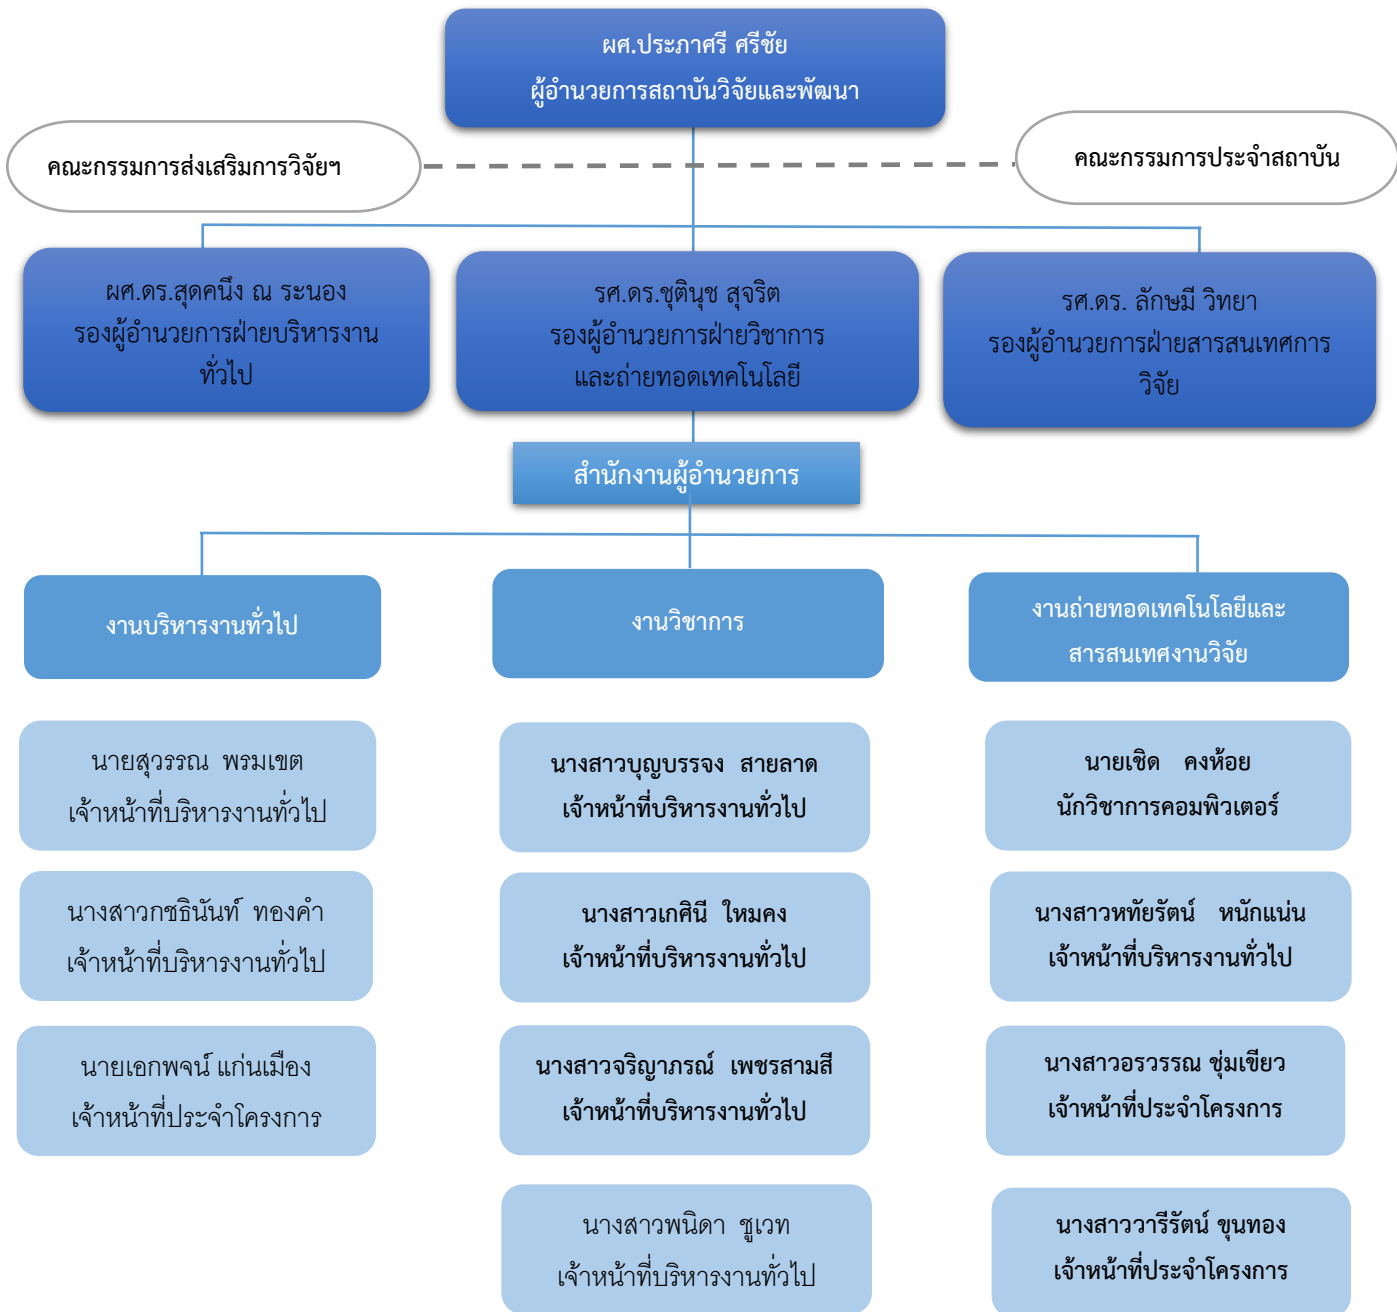 ผศ.ประภาศรี ศรีชัย
ผู้อำนวยการสถาบันวิจัยและพัฒนา
คณะกรรมการส่งเสริมการวิจัยฯ
คณะกรรมการประจำสถาบัน
ผศ.ดร.สุดคนึง ณ ระนอง
รองผู้อำนวยการฝ่ายบริหารงาน
ทั่วไป
รศ.ดร.ชุตินุช สุจริต
รองผู้อำนวยการฝ่ายวิชาการ
และถ่ายทอดเทคโนโลยี
รศ.ดร. ลักษมี วิทยา
รองผู้อำนวยการฝ่ายสารสนเทศการ
วิจัย
สำนักงานผู้อำนวยการ
งานบริหารงานทั่วไป
งานวิชาการ
งานถ่ายทอดเทคโนโลยีและ
สารสนเทศงานวิจัย
นายสุวรรณ พรมเขต
เจ้าหน้าที่บริหารงานทั่วไป
นางสาวกชธินันท์ ทองคำ
เจ้าหน้าที่บริหารงานทั่วไป
นายเอกพจน์ แก่นเมือง
เจ้าหน้าที่ประจำโครงการ
นางสาวบุญบรรจง สายลาด
เจ้าหน้าที่บริหารงานทั่วไป
นางสาวเกศินี ใหมคง
เจ้าหน้าที่บริหารงานทั่วไป
นางสาวจริญาภรณ์ เพชรสามสี
เจ้าหน้าที่บริหารงานทั่วไป
นางสาวพนิดา ชูเวท
เจ้าหน้าที่บริหารงานทั่วไป
นายเชิด คงห้อย
นักวิชาการคอมพิวเตอร์
นางสาวหทัยรัตน์ หนักแน่น
เจ้าหน้าที่บริหารงานทั่วไป
นางสาวอรวรรณ ชุ่มเขียว
เจ้าหน้าที่ประจำโครงการ
นางสาววารีรัตน์ ขุนทอง
เจ้าหน้าที่ประจำโครงการ